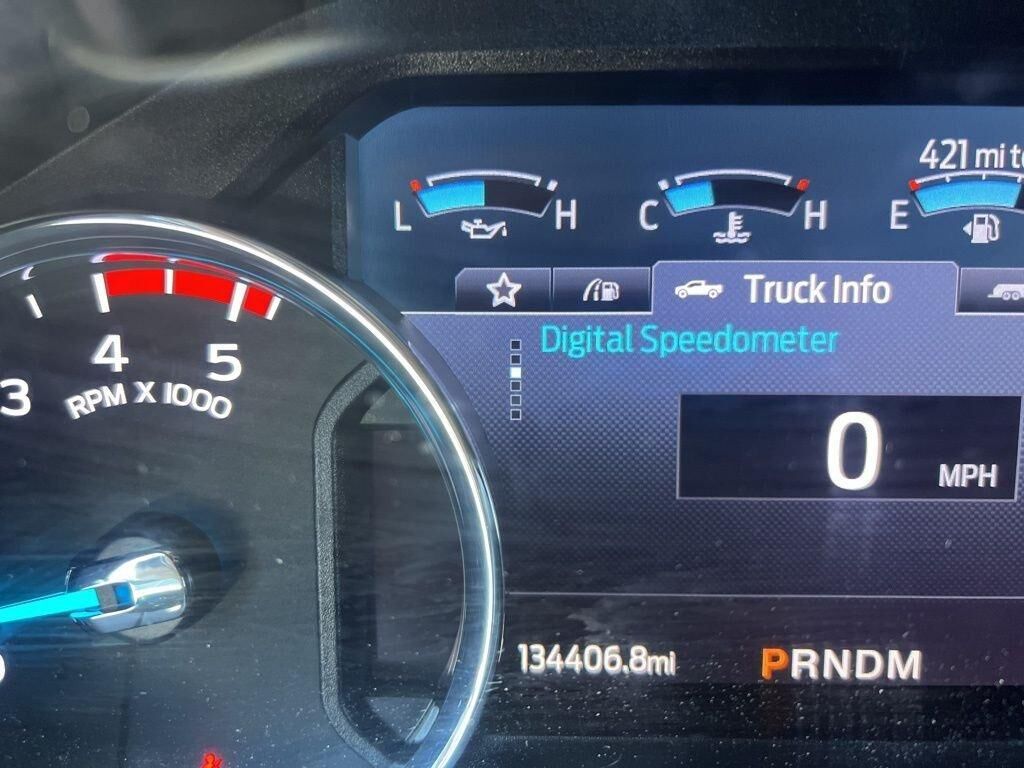 421 mi
L H
C H
E
Truck Info
Digital Speedometer
3 4 5
RPM X 1000
0 MPH
134406.8mi
PRNDM